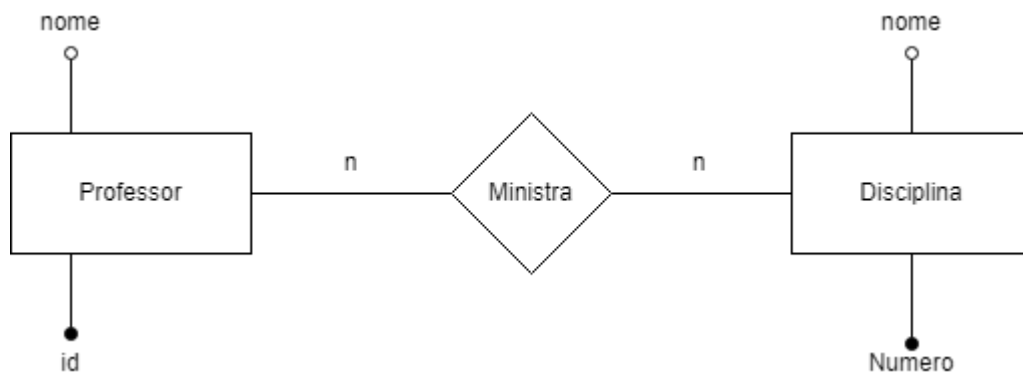 nome
nome
n
n
Professor
Ministra
Disciplina
id
Numero